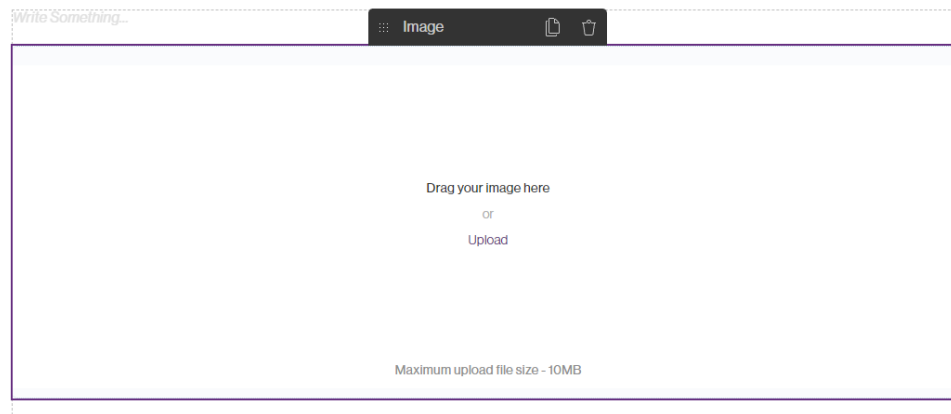 Write Something...
Image
Drag your image here
or
Upload
Maximum upload file size - 10MB